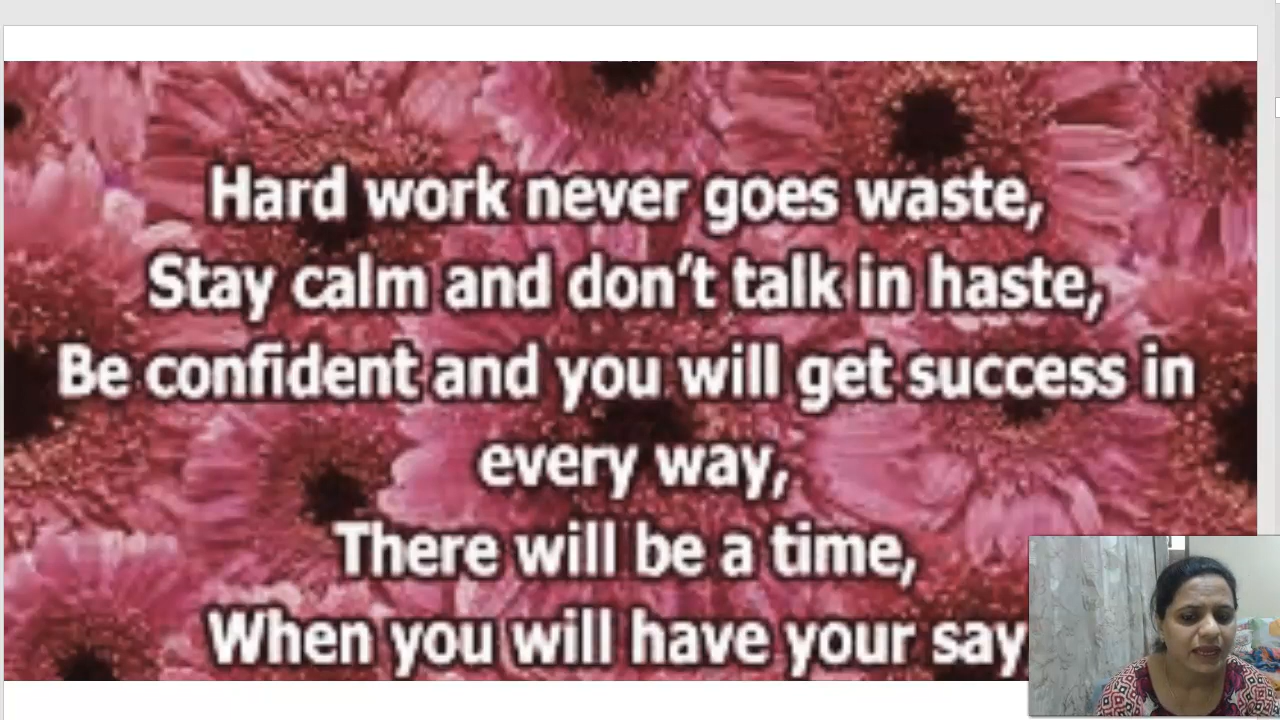 Hard work never goes waste,
Stay calm and don't talk in haste,
Be confident and you will get success in
every way,
There will be a time,
When you will have your say